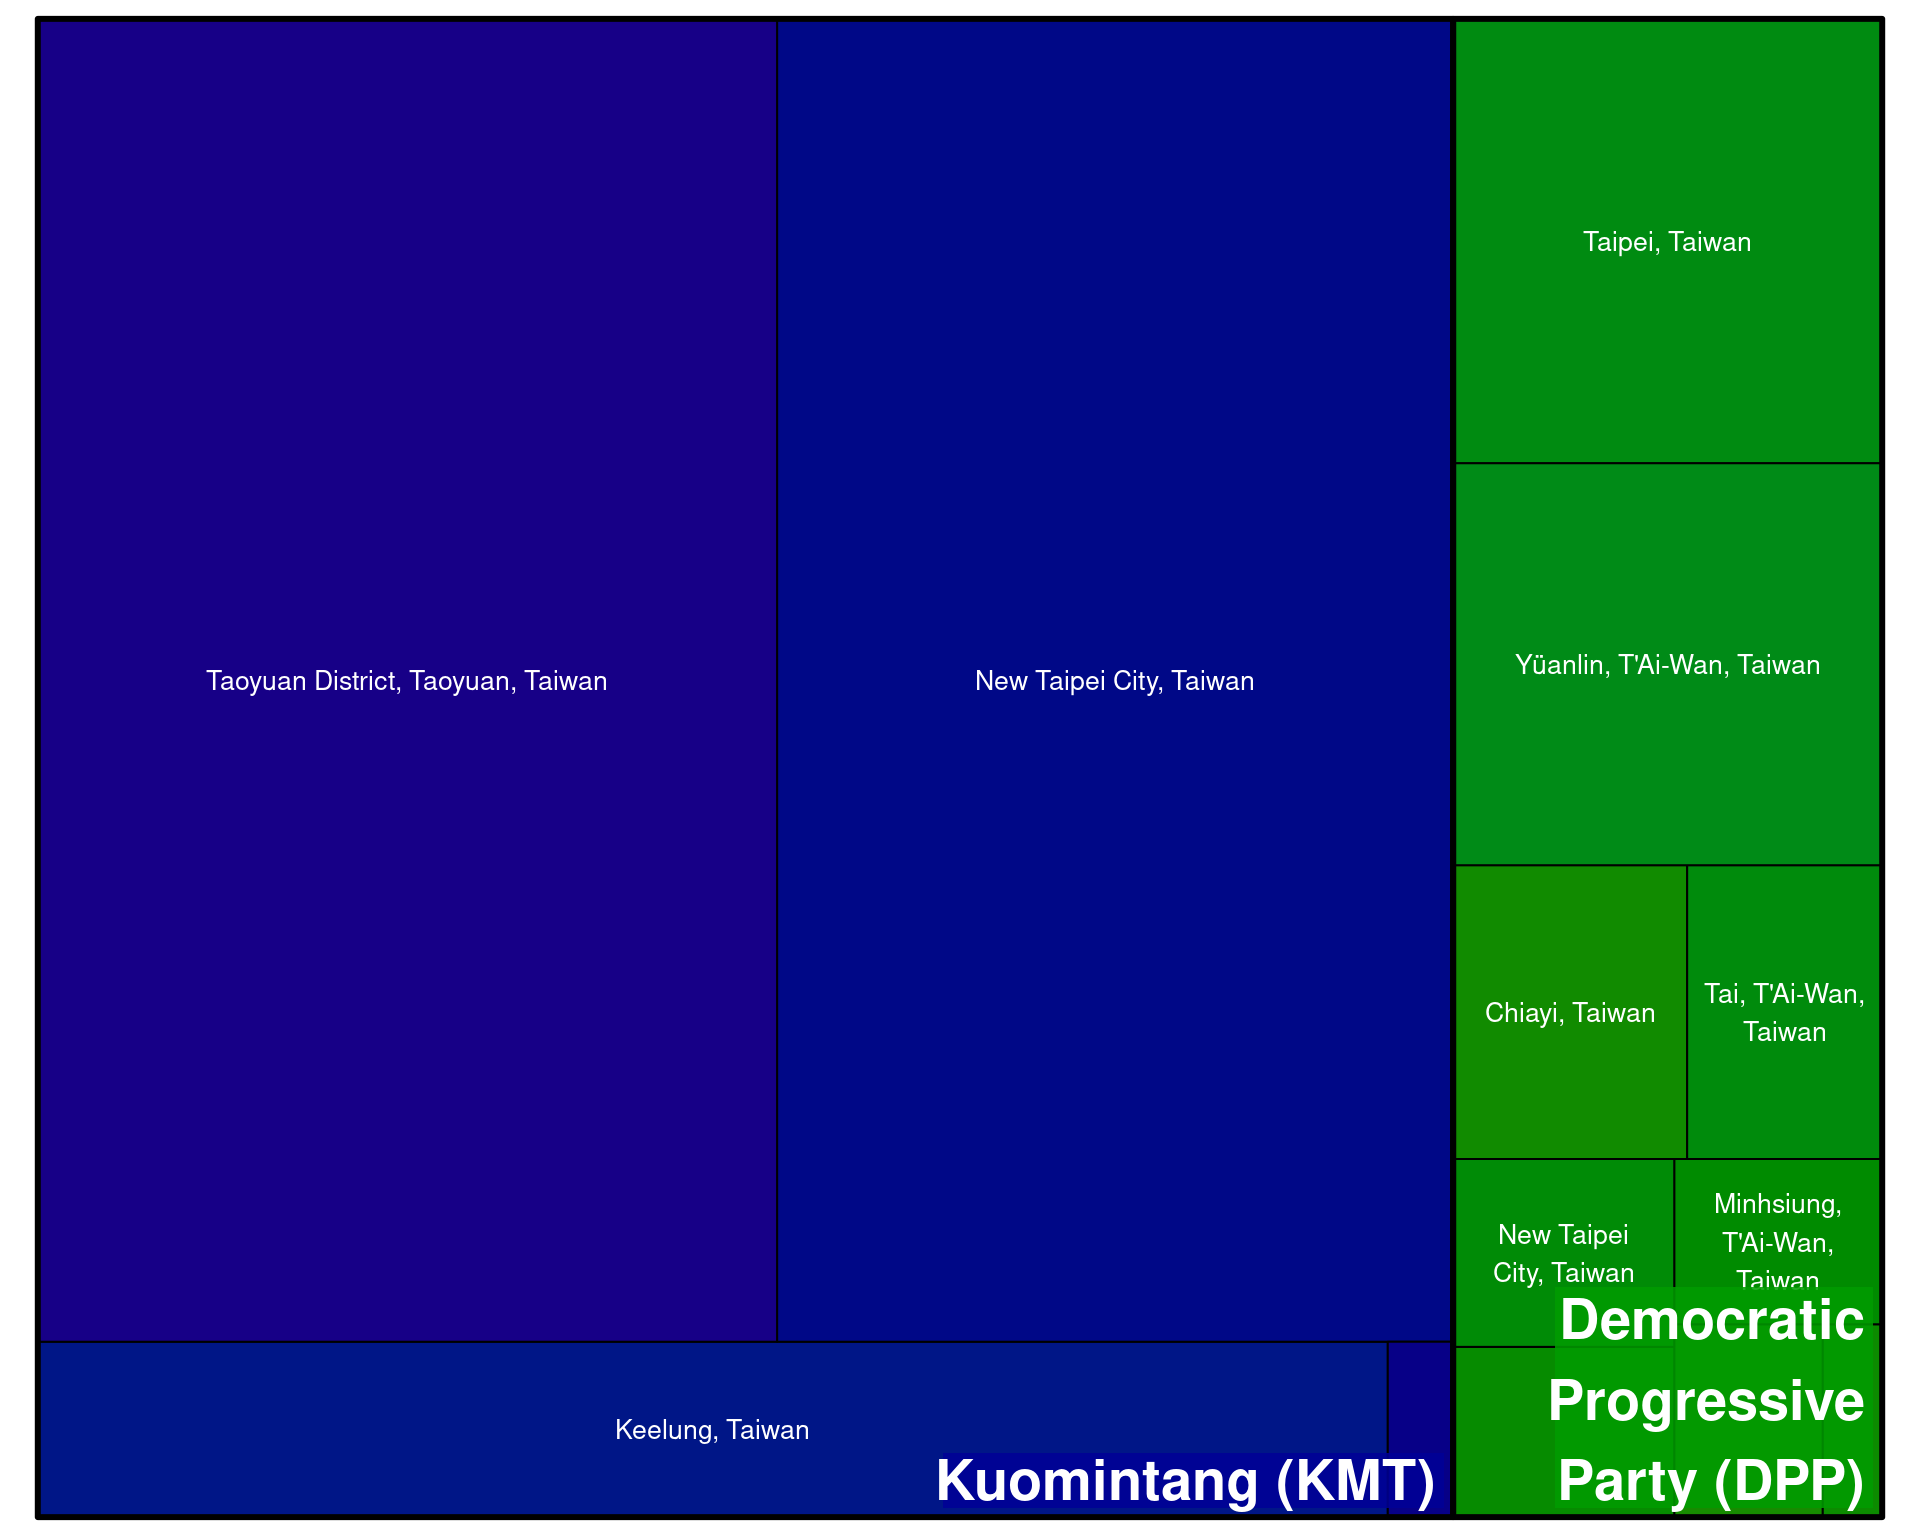 Taoyuan District, Taoyuan, Taiwan
New Taipei City, Taiwan
Keelung, Taiwan
Kuomintang (KMT)
Taipei, Taiwan
Yüanlin, T'Ai-Wan, Taiwan
Chiayi, Taiwan
Tai, T'Ai-Wan,
Taiwan
New Taipei
City, Taiwan
Minhsiung,
T'Ai-Wan,
Taiwan
Democratic
Progressive
Party (DPP)